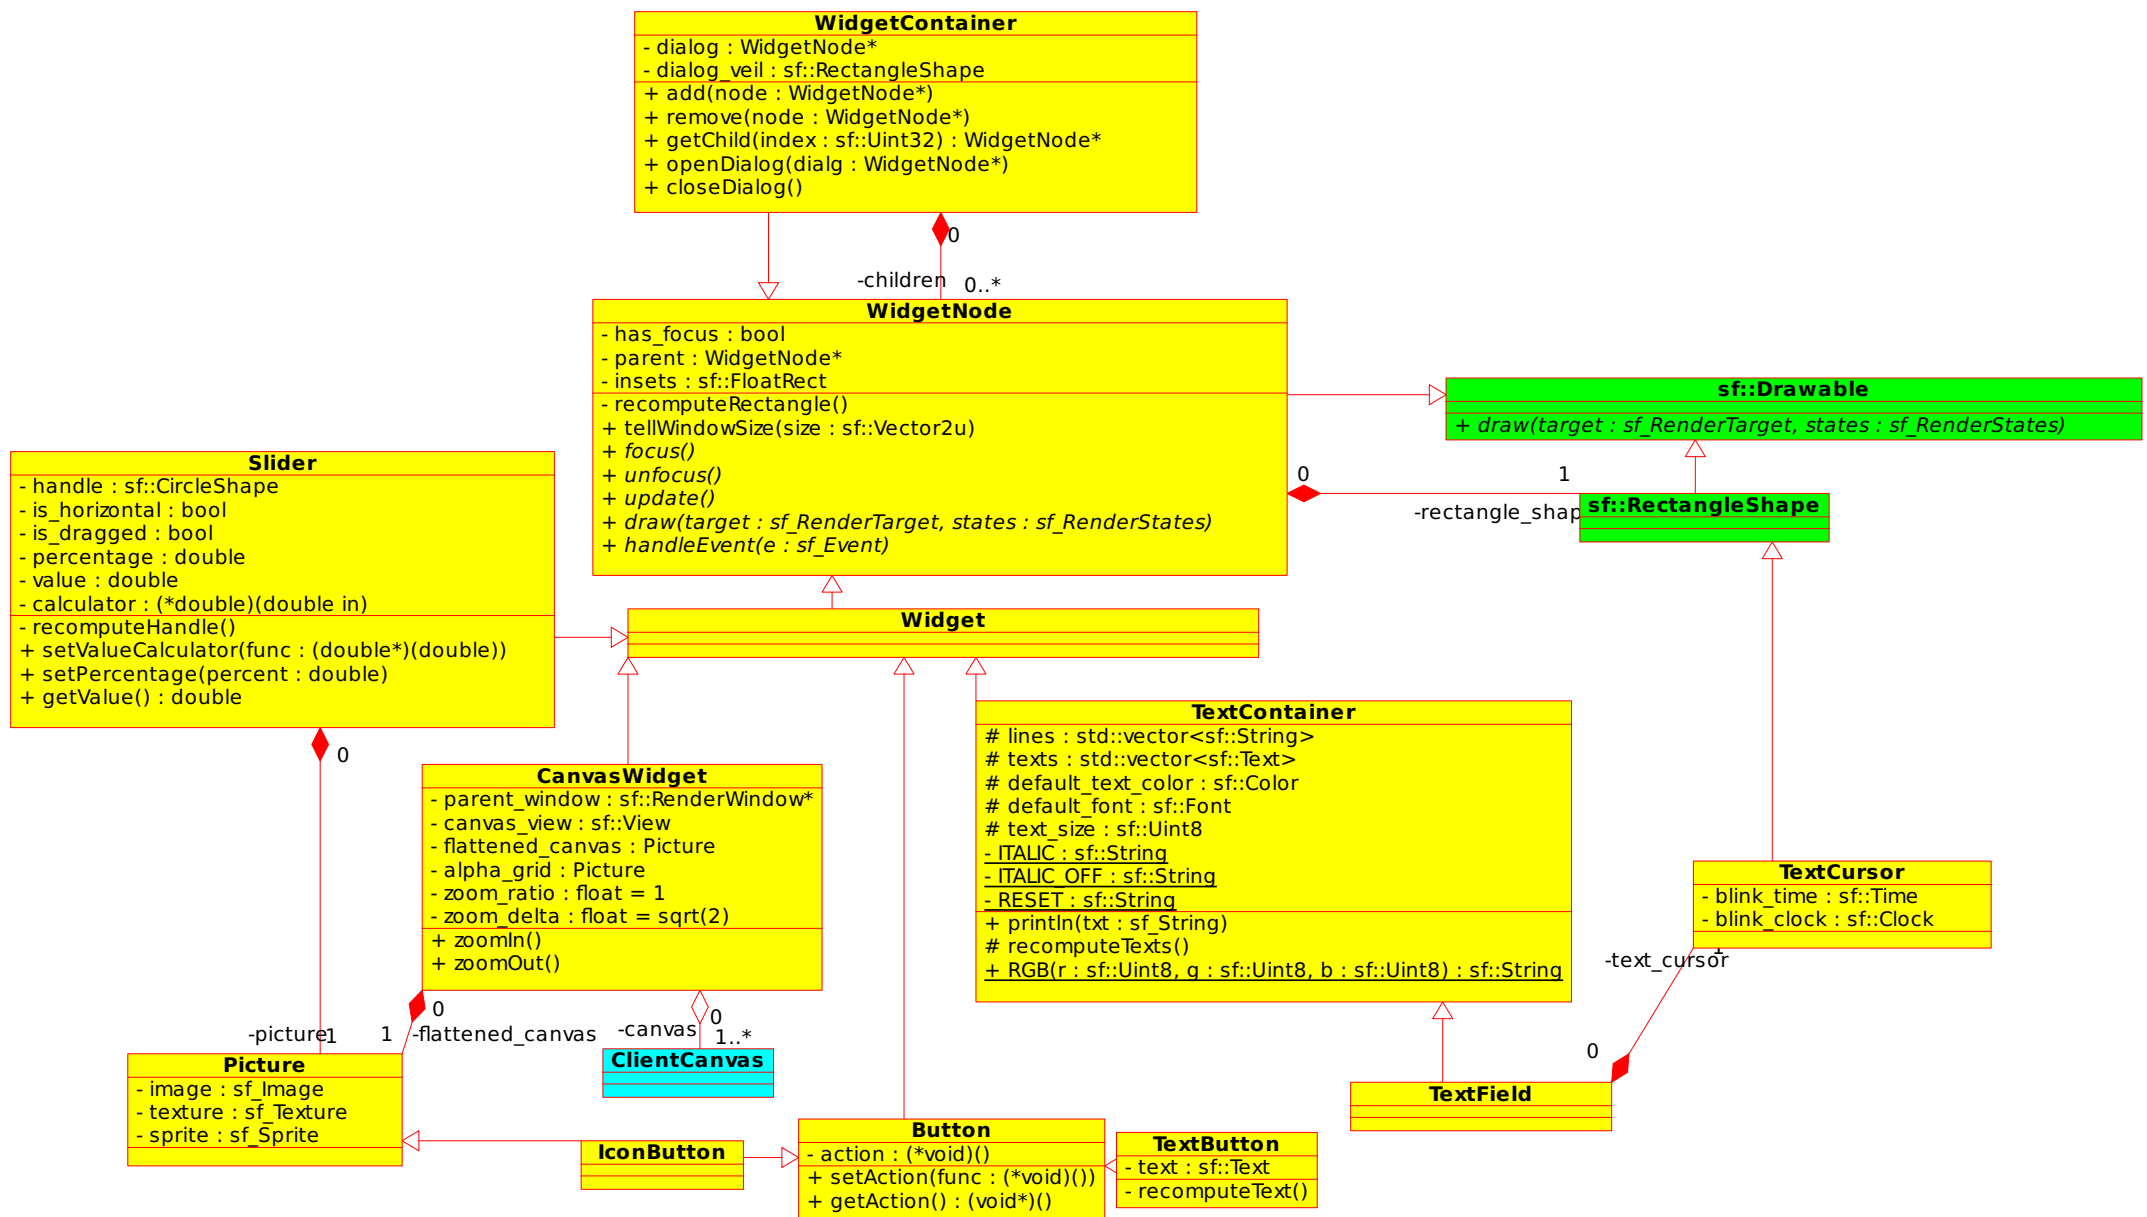 WidgetContainer
- dialog : WidgetNode*
- dialog_veil : sf::RectangleShape
+ add(node : WidgetNode*)
+ remove(node : WidgetNode*)
+ getChild(index : sf::Uint32) : WidgetNode*
+ openDialog(dialg : WidgetNode*)
+ closeDialog()
0
-children
0..*
WidgetNode
- has_focus : bool
- parent : WidgetNode*
- insets : sf::FloatRect
- recomputeRectangle()
+ tellWindowSize(size : sf::Vector2u)
+ focus()
+ unfocus()
+ update()
+ draw(target : sf_RenderTarget, states : sf_RenderStates)
+ handleEvent(e : sf_Event)
sf::Drawable
+ draw(target : sf_RenderTarget, states : sf_RenderStates)
0
1
-rectangle_shap
sf::RectangleShape
Slider
- handle : sf::CircleShape
- is_horizontal : bool
- is_dragged : bool
- percentage : double
- value : double
- calculator : (*double)(double in)
- recomputeHandle()
+ setValueCalculator(func : (double*)(double))
+ setPercentage(percent : double)
+ getValue() : double
0
Widget
TextContainer
# lines : std::vector<sf::String>
# texts : std::vector<sf::Text>
# default_text_color : sf::Color
# default_font : sf::Font
# text_size : sf::Uint8
- ITALIC : sf::String
- ITALIC_OFF : sf::String
- RESET : sf::String
+ println(txt : sf_String)
# recomputeTexts()
+ RGB(r : sf::Uint8, g : sf::Uint8, b : sf::Uint8) : sf::String
CanvasWidget
- parent_window : sf::RenderWindow*
- canvas_view : sf::View
- flattened_canvas : Picture
- alpha_grid : Picture
- zoom_ratio : float = 1
- zoom_delta : float = sqrt(2)
+ zoomIn()
+ zoomOut()
TextCursor
- blink_time : sf::Time
- blink_clock : sf::Clock
-text_cursor
1
0
0
0
-picture
1
1
-flattened_canvas
-canvas
1..*
Picture
- image : sf_Image
- texture : sf_Texture
- sprite : sf_Sprite
ClientCanvas
TextField
IconButton
Button
- action : (*void)()
+ setAction(func : (*void)())
+ getAction() : (void*)()
TextButton
- text : sf::Text
- recomputeText()